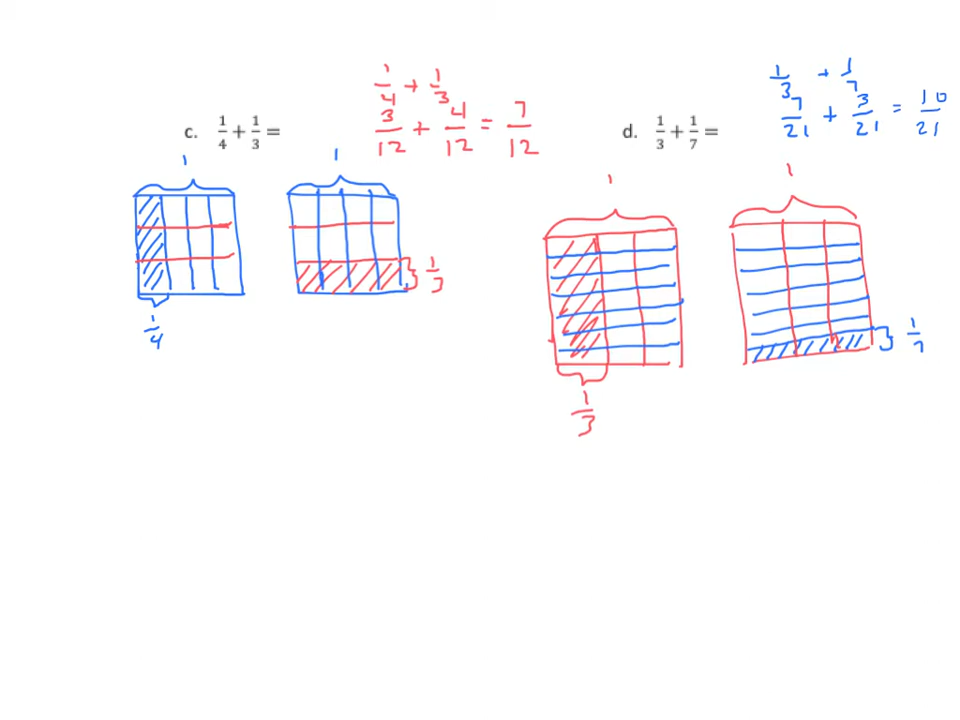 c. 1/4 + 1/3 =
1/4 + 1/3
3/12 + 4/12 = 7/12
1
1
1/3
1/4
d. 1/3 + 1/7 =
1/3 + 1/7
7/21 + 3/21 = 10/21
1
1
1/7
1/3